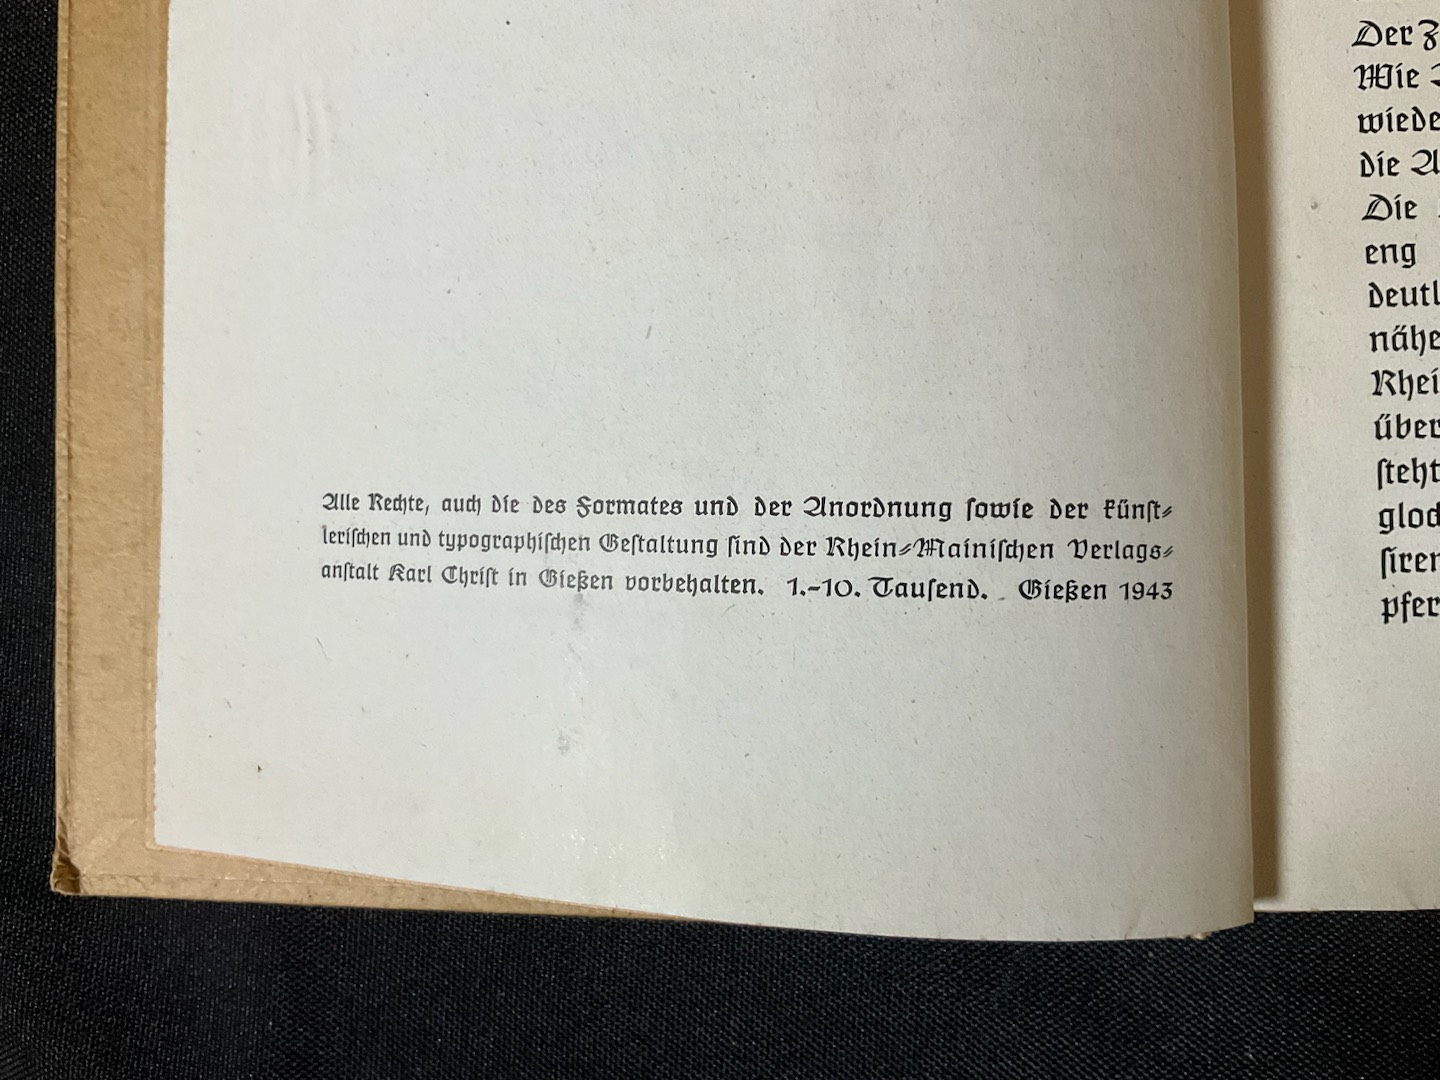 Alle Rechte, auch die des Formates und der Anordnung sowie der künst-
lerischen und typographischen Gestaltung sind der Rhein-Mainischen Verlags-
anstalt Karl Christ in Gießen vorbehalten. 1.-10. Tausend. Gießen 1943
Der
Wie
wiede
die
Die
eng
deutl
nähe
Rhei
über
steht
glock
siren
pfer